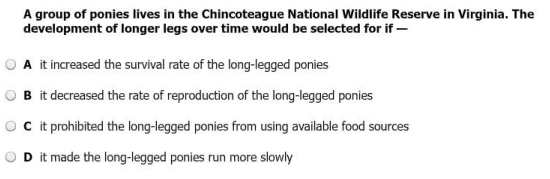 A group of ponies lives in the Chincoteague National Wildlife Reserve in Virginia. The
development of longer legs over time would be selected for if —
A it increased the survival rate of the long-legged ponies
B it decreased the rate of reproduction of the long-legged ponies
C it prohibited the long-legged ponies from using available food sources
D it made the long-legged ponies run more slowly